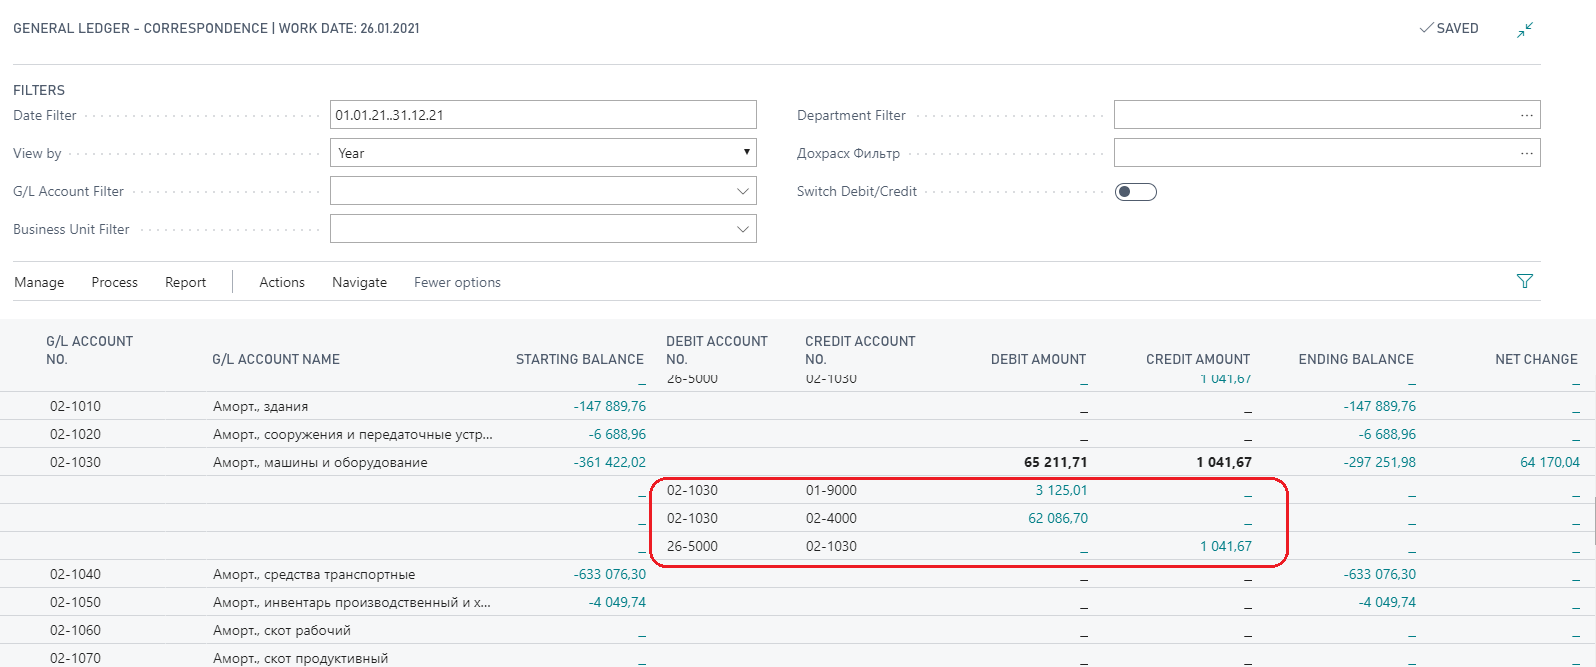 GENERAL LEDGER - CORRESPONDENCE | WORK DATE: 26.01.2021
SAVED
FILTERS
Date Filter 01.01.21..31.12.21 Department Filter ...
View by Year Дохрасх Фильтр ...
G/L Account Filter Switch Debit/Credit
Business Unit Filter
Manage Process Report Actions Navigate Fewer options
G/L ACCOUNT NO. G/L ACCOUNT NAME STARTING BALANCE DEBIT ACCOUNT NO. CREDIT ACCOUNT NO. DEBIT AMOUNT CREDIT AMOUNT ENDING BALANCE NET CHANGE
_ 26-5000 02-1030 _ 1 041,67 _ _
02-1010 Аморт., здания -147 889,76 _ _ -147 889,76 _
02-1020 Аморт., сооружения и передаточные устр... -6 688,96 _ _ -6 688,96 _
02-1030 Аморт., машины и оборудование -361 422,02 65 211,71 1 041,67 -297 251,98 64 170,04
_ 02-1030 01-9000 3 125,01 _ _ _
_ 02-1030 02-4000 62 086,70 _ _ _
_ 26-5000 02-1030 _ 1 041,67 _ _
02-1040 Аморт., средства транспортные -633 076,30 _ _ -633 076,30 _
02-1050 Аморт., инвентарь производственный и х... -4 049,74 _ _ -4 049,74 _
02-1060 Аморт., скот рабочий _ _ _ _ _
02-1070 Аморт., скот продуктивный _ _ _ _ _